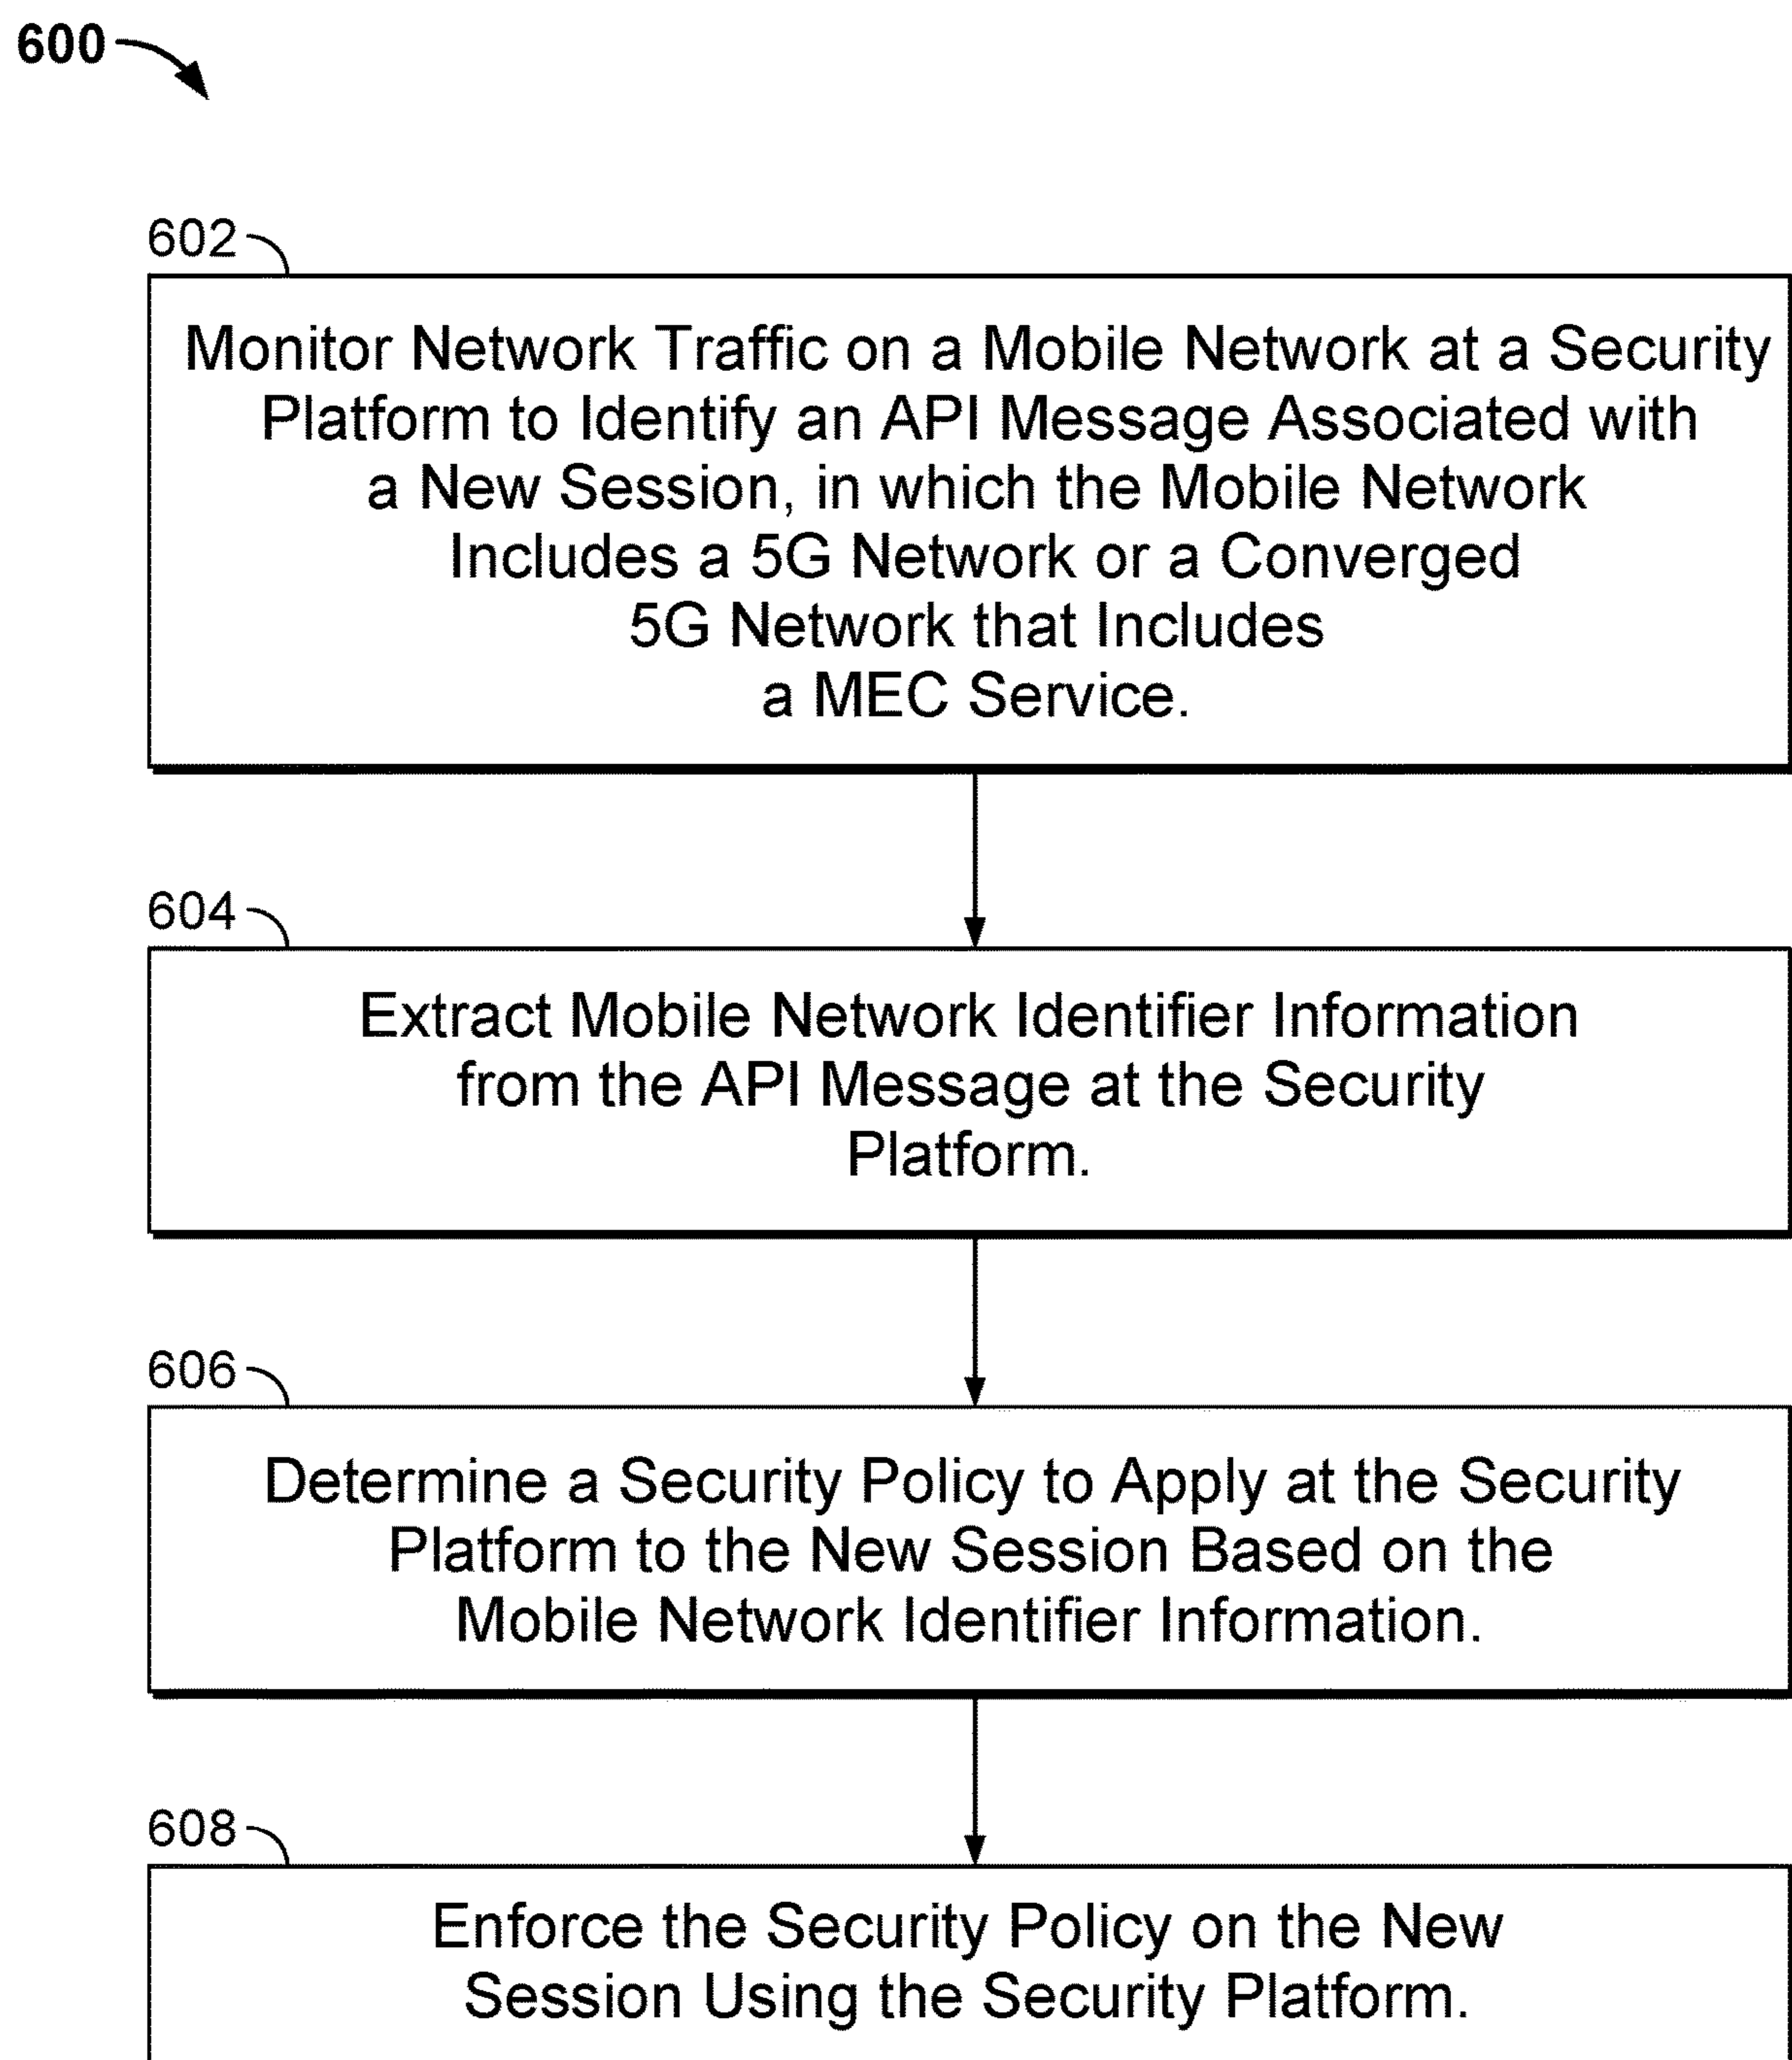 600
602
Monitor Network Traffic on a Mobile Network at a Security
Platform to Identify an API Message Associated with
a New Session, in which the Mobile Network
Includes a 5G Network or a Converged
5G Network that Includes
a MEC Service.
604
Extract Mobile Network Identifier Information
from the API Message at the Security
Platform.
606
Determine a Security Policy to Apply at the Security
Platform to the New Session Based on the
Mobile Network Identifier Information.
608
Enforce the Security Policy on the New
Session Using the Security Platform.